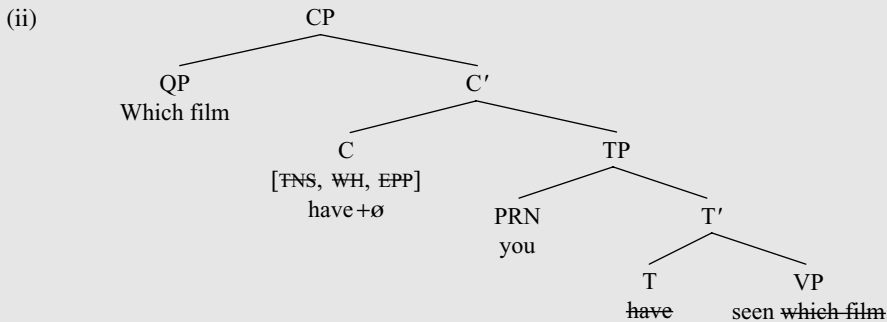 (ii) CP
QP C′
Which film
C TP
[TNS, WH, EPP]
have+ø PRN T′
you
T VP
have seen which film